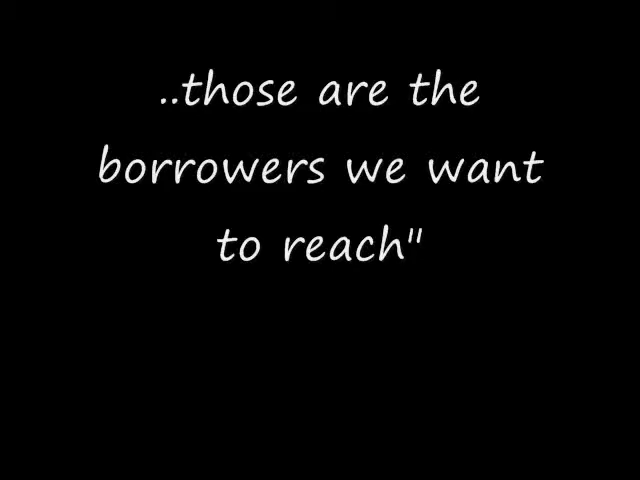 ..those are the
borrowers we want
to reach"